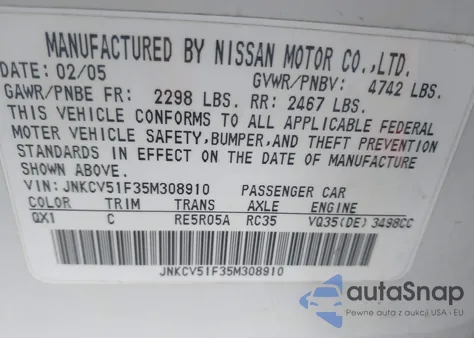 MANUFACTURED BY NISSAN MOTOR CO.,LTD.
DATE: 02/05 GVWR/PNBV: 4742 LBS.
GAWR/PNBE FR: 2298 LBS. RR: 2467 LBS.
THIS VEHICLE CONFORMS TO ALL APPLICABLE FEDERAL
MOTER VEHICLE SAFETY,BUMPER,AND THEFT PREVENTION
STANDARDS IN EFFECT ON THE DATE OF MANUFACTURE
SHOWN ABOVE.
VIN: JNKCV51F35M308910 PASSENGER CAR
COLOR TRIM TRANS AXLE ENGINE
QX1 C RE5R05A RC35 VQ35(DE) 3498CC
JNKCV51F35M308910
autoSnap
Pewne auta z aukcji USA i EU